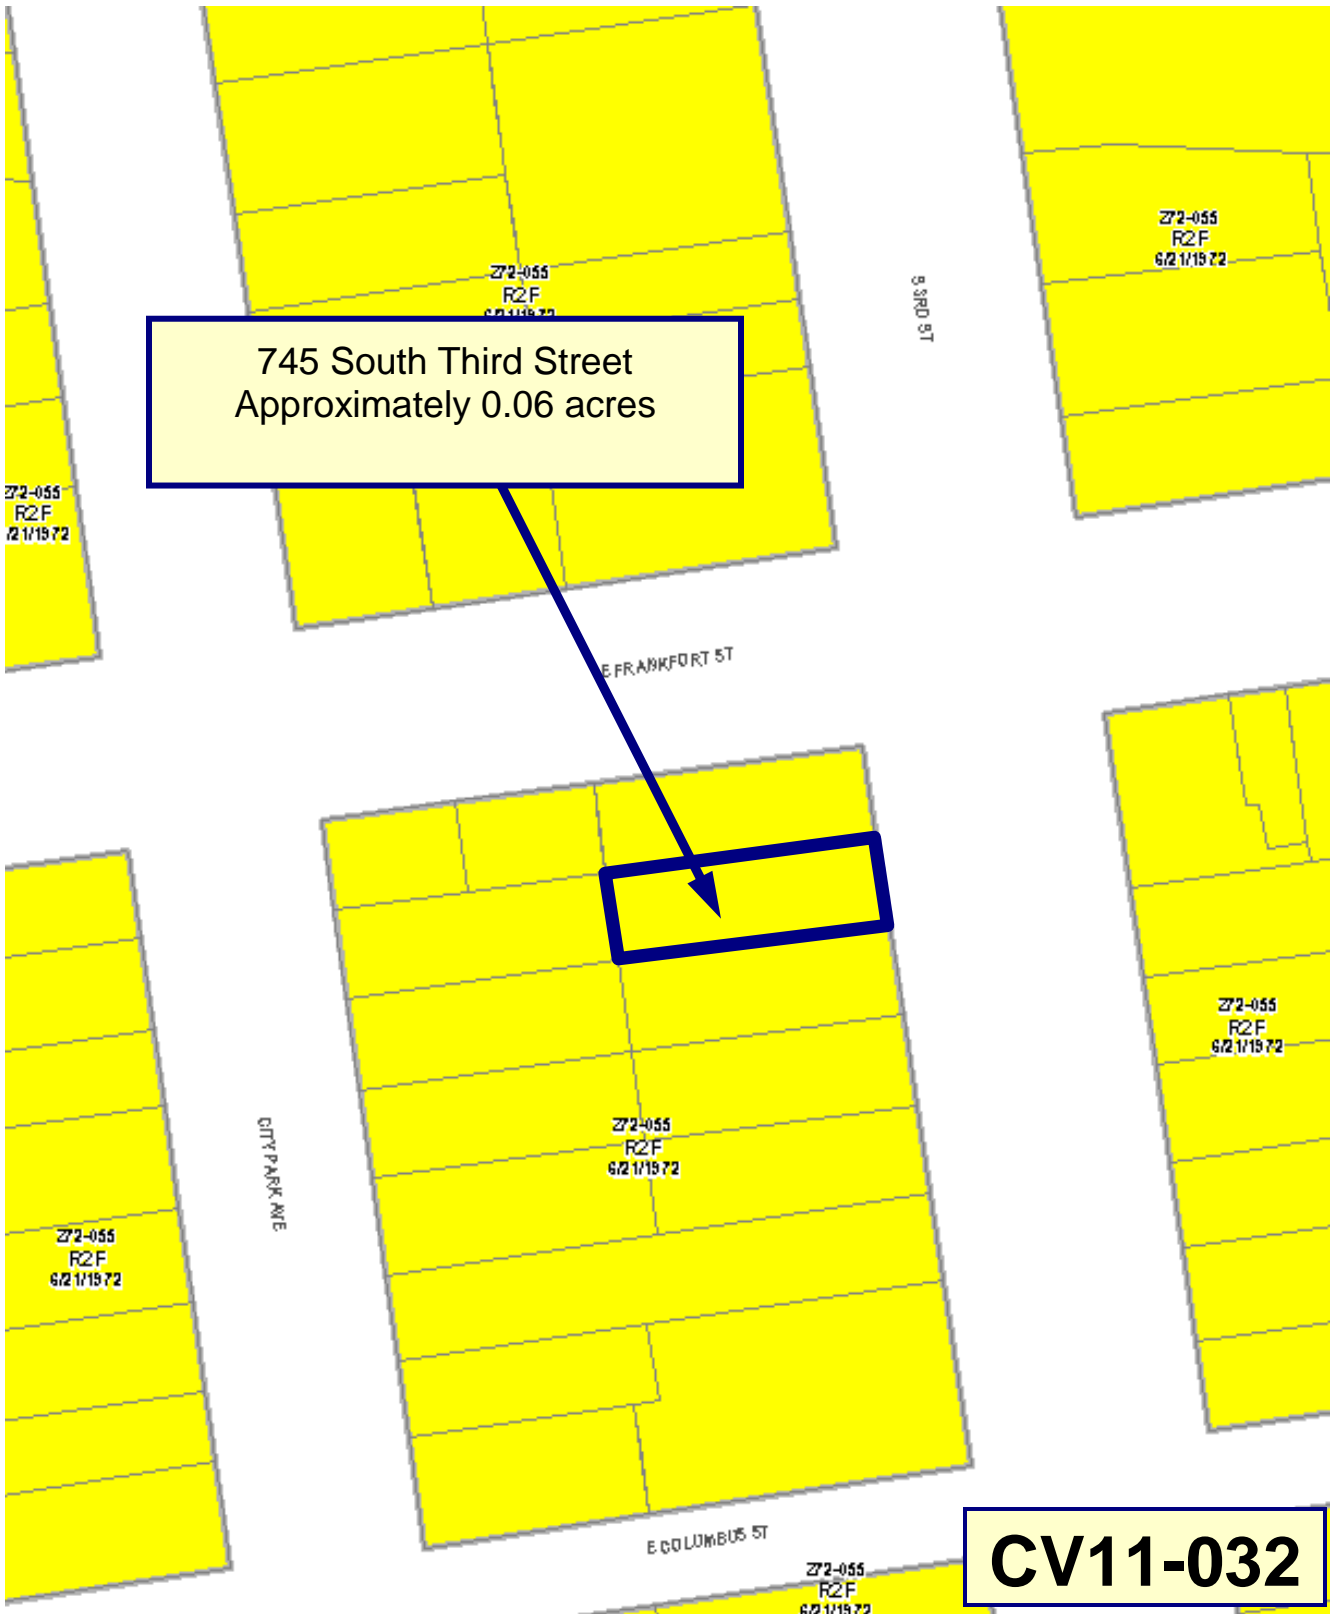 Z72-055
R2F
6/21/1972
Z72-055
R2F
6/21/1972
S 3RD ST
745 South Third Street
Approximately 0.06 acres
Z72-055
R2F
/21/1972
E FRANKFORT ST
Z72-055
R2F
6/21/1972
CITY PARK AVE
Z72-055
R2F
6/21/1972
Z72-055
R2F
6/21/1972
E COLUMBUS ST
CV11-032
Z72-055
R2F
6/21/1972